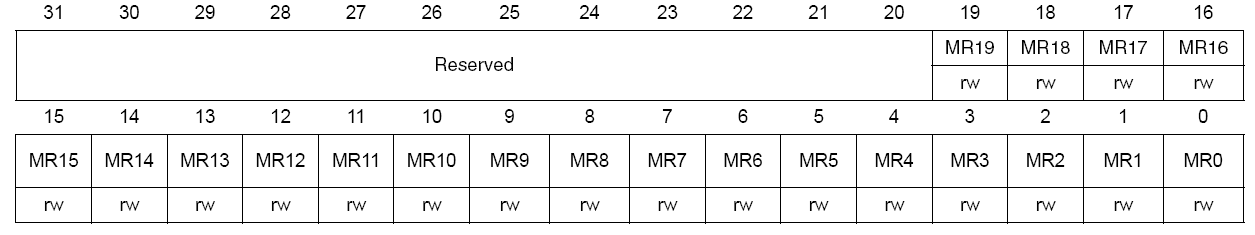 31 30 29 28 27 26 25 24 23 22 21 20 19 18 17 16
Reserved MR19 MR18 MR17 MR16
rw rw rw rw
15 14 13 12 11 10 9 8 7 6 5 4 3 2 1 0
MR15 MR14 MR13 MR12 MR11 MR10 MR9 MR8 MR7 MR6 MR5 MR4 MR3 MR2 MR1 MR0
rw rw rw rw rw rw rw rw rw rw rw rw rw rw rw rw